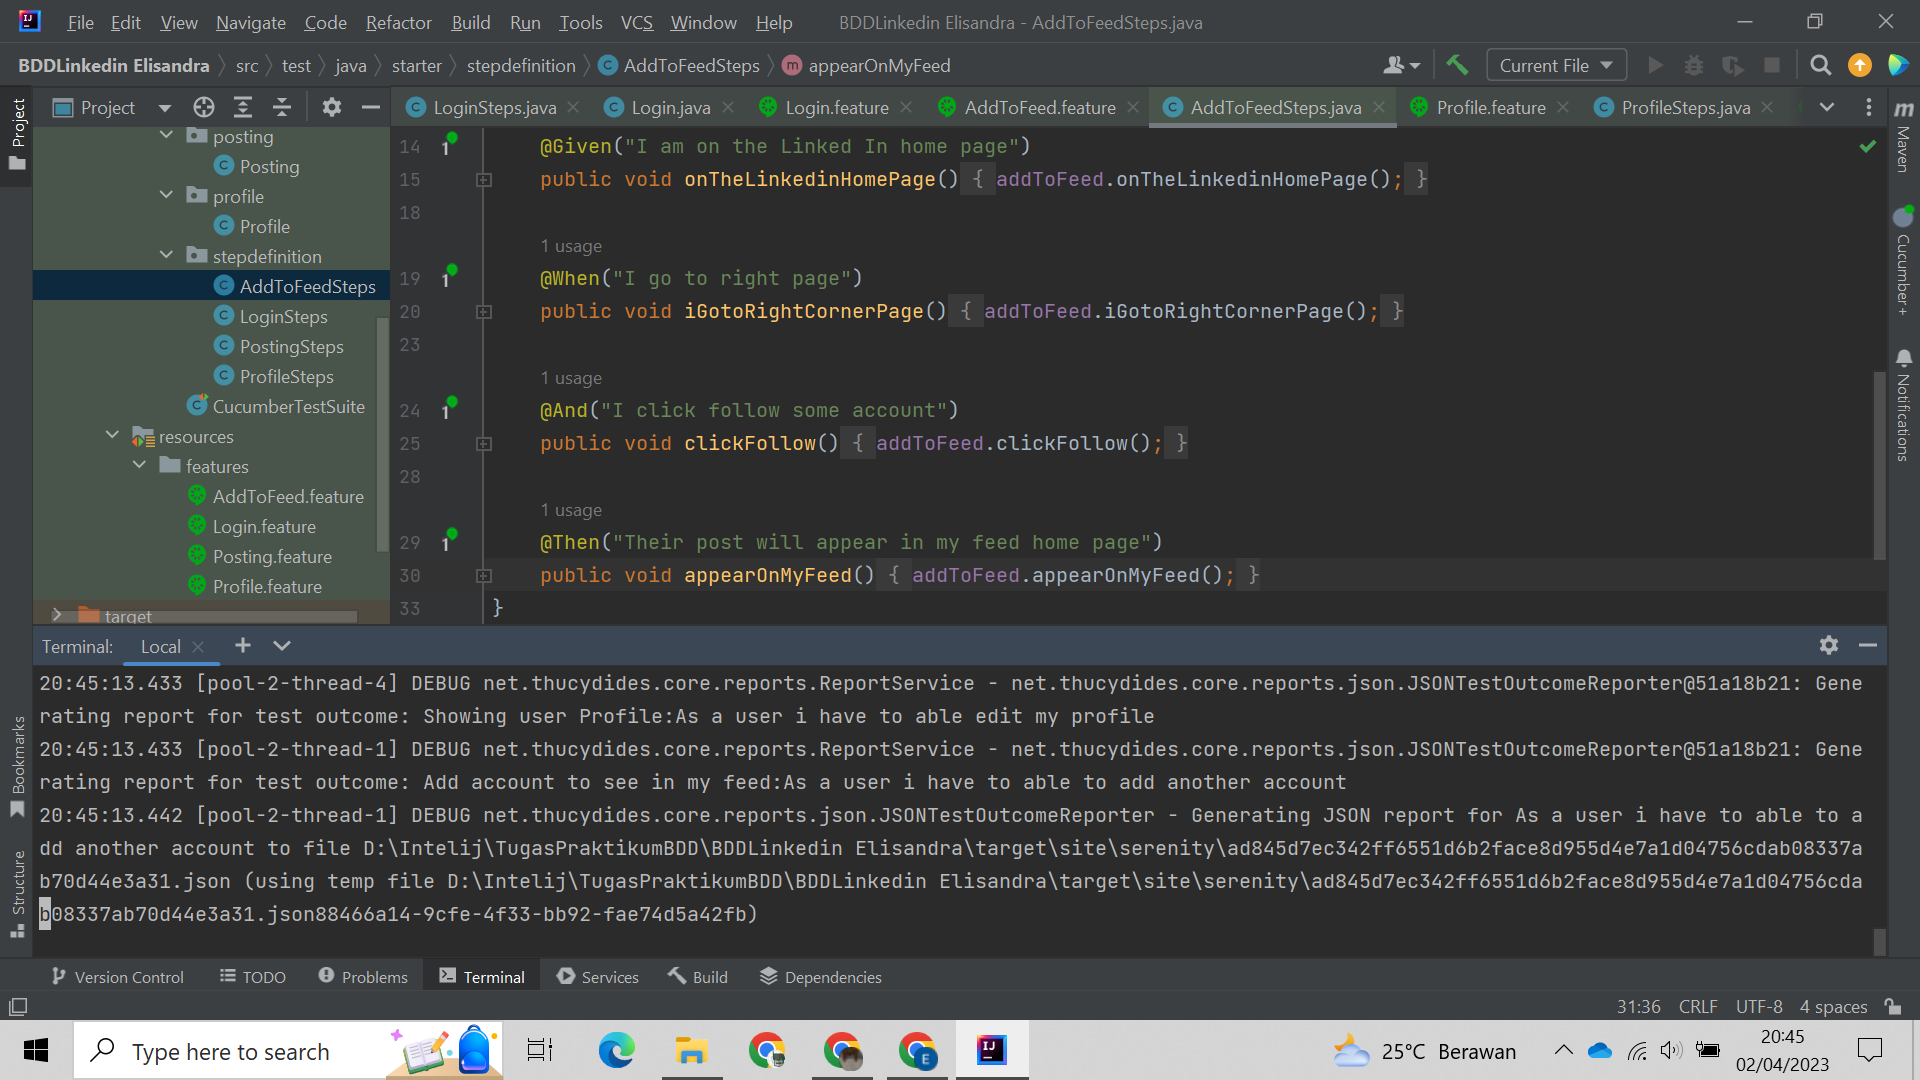 File Edit View Navigate Code Refactor Build Run Tools VCS Window Help BDDLinkedin Elisandra - AddToFeedSteps.java
BDDLinkedin Elisandra src test java starter stepdefinition AddToFeedSteps appearOnMyFeed Current File
Project
LoginSteps.java Login.java Login.feature AddToFeed.feature AddToFeedSteps.java Profile.feature ProfileSteps.java
Project
posting
Posting
profile
Profile
stepdefinition
AddToFeedSteps
LoginSteps
PostingSteps
ProfileSteps
CucumberTestSuite
resources
features
AddToFeed.feature
Login.feature
Posting.feature
Profile.feature
target
14 @Given("I am on the Linked In home page")
15 public void onTheLinkedinHomePage() { addToFeed.onTheLinkedinHomePage(); }
18
1 usage
19 @When("I go to right page")
20 public void iGotoRightCornerPage() { addToFeed.iGotoRightCornerPage(); }
23
1 usage
24 @And("I click follow some account")
25 public void clickFollow() { addToFeed.clickFollow(); }
28
1 usage
29 @Then("Their post will appear in my feed home page")
30 public void appearOnMyFeed() { addToFeed.appearOnMyFeed(); }
33 }
Maven
Cucumber+
Notifications
Terminal: Local
20:45:13.433 [pool-2-thread-4] DEBUG net.thucydides.core.reports.ReportService - net.thucydides.core.reports.json.JSONTestOutcomeReporter@51a18b21: Gene
rating report for test outcome: Showing user Profile:As a user i have to able edit my profile
20:45:13.433 [pool-2-thread-1] DEBUG net.thucydides.core.reports.ReportService - net.thucydides.core.reports.json.JSONTestOutcomeReporter@51a18b21: Gene
rating report for test outcome: Add account to see in my feed:As a user i have to able to add another account
20:45:13.442 [pool-2-thread-1] DEBUG net.thucydides.core.reports.json.JSONTestOutcomeReporter - Generating JSON report for As a user i have to able to a
dd another account to file D:\Intelij\TugasPraktikumBDD\BDDLinkedin Elisandra\target\site\serenity\ad845d7ec342ff6551d6b2face8d955d4e7a1d04756cdab08337a
b70d44e3a31.json (using temp file D:\Intelij\TugasPraktikumBDD\BDDLinkedin Elisandra\target\site\serenity\ad845d7ec342ff6551d6b2face8d955d4e7a1d04756cda
b08337ab70d44e3a31.json88466a14-9cfe-4f33-bb92-fae74d5a42fb)
Bookmarks
Structure
Version Control TODO Problems Terminal Services Build Dependencies
31:36 CRLF UTF-8 4 spaces
Type here to search
25°C Berawan
20:45
02/04/2023